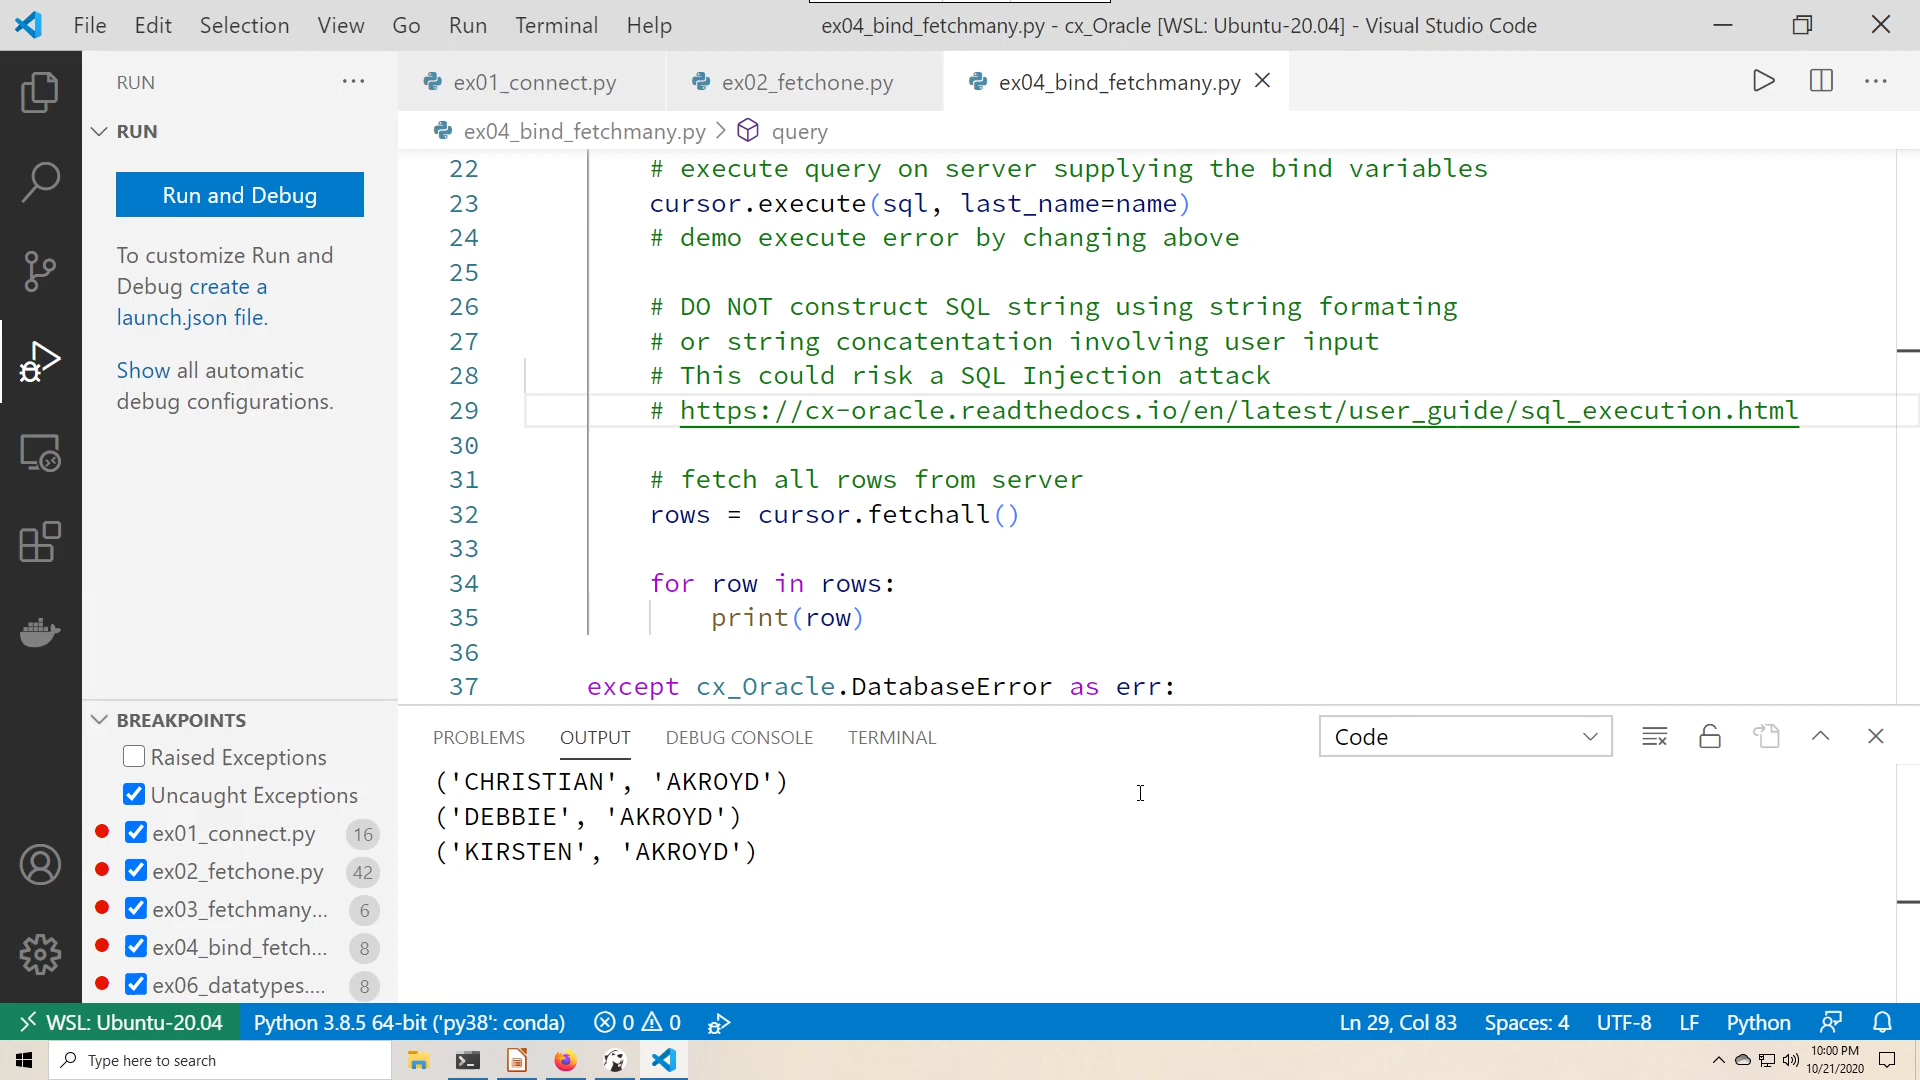 File Edit Selection View Go Run Terminal Help
ex04_bind_fetchmany.py - cx_Oracle [WSL: Ubuntu-20.04] - Visual Studio Code
RUN
ex01_connect.py
ex02_fetchone.py
ex04_bind_fetchmany.py
RUN
Run and Debug
To customize Run and
Debug create a
launch.json file.
Show all automatic
debug configurations.
BREAKPOINTS
Raised Exceptions
Uncaught Exceptions
ex01_connect.py 16
ex02_fetchone.py 42
ex03_fetchmany... 6
ex04_bind_fetch... 8
ex06_datatypes.... 8
ex04_bind_fetchmany.py > query
22 # execute query on server supplying the bind variables
23 cursor.execute(sql, last_name=name)
24 # demo execute error by changing above
25
26 # DO NOT construct SQL string using string formating
27 # or string concatentation involving user input
28 # This could risk a SQL Injection attack
29 # https://cx-oracle.readthedocs.io/en/latest/user_guide/sql_execution.html
30
31 # fetch all rows from server
32 rows = cursor.fetchall()
33
34 for row in rows:
35 print(row)
36
37 except cx_Oracle.DatabaseError as err:
PROBLEMS OUTPUT DEBUG CONSOLE TERMINAL
Code
('CHRISTIAN', 'AKROYD')
('DEBBIE', 'AKROYD')
('KIRSTEN', 'AKROYD')
WSL: Ubuntu-20.04 Python 3.8.5 64-bit ('py38': conda) 0 0 Ln 29, Col 83 Spaces: 4 UTF-8 LF Python
Type here to search
10:00 PM
10/21/2020